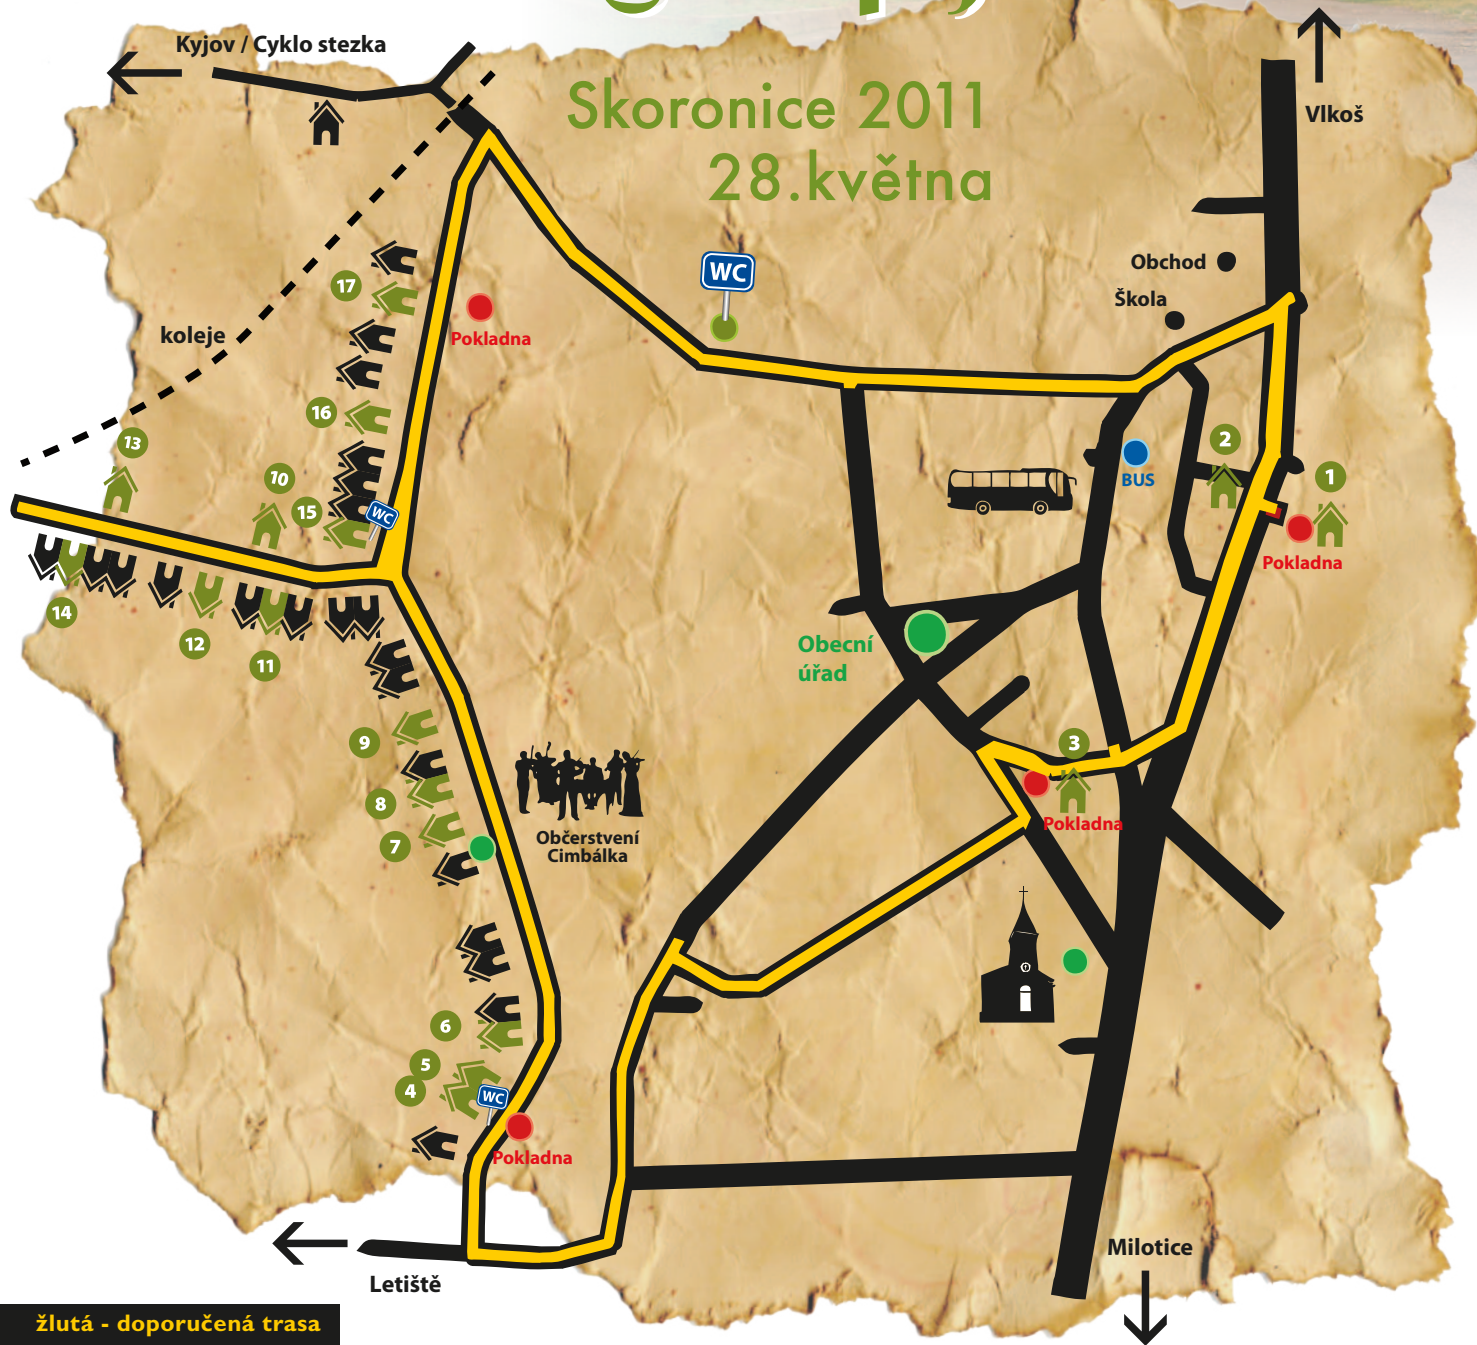 Kyjov / Cyklo stezka
Skoronice 2011
28.května
Vlkoš
WC
Obchod
Škola
17
Pokladna
koleje
16
13
10
15
WC
2
1
BUS
Pokladna
14
12
11
Obecní
úřad
9
3
8
7
Občerstvení
Cimbálka
Pokladna
6
5
4
WC
Pokladna
Letiště
Milotice
žlutá - doporučená trasa